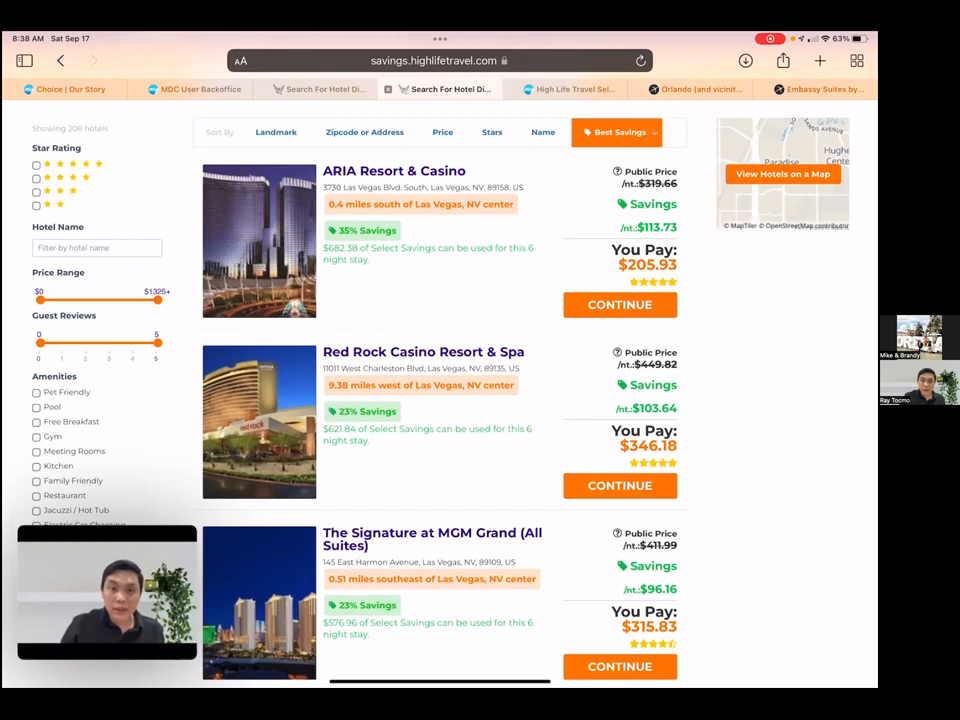 8:38 AM Sat Sep 17
63%
AA savings.highlifetravel.com
Choice | Our Story
MDC User Backoffice
Search For Hotel Di...
Search For Hotel Di...
High Life Travel Sel...
Orlando (and vicinit...
Embassy Suites by...
Showing 208 hotels
Star Rating
Hotel Name
Filter by hotel name
Price Range
$0 $1325+
Guest Reviews
0 5
0 1 2 3 4 5
Amenities
Pet Friendly
Pool
Free Breakfast
Gym
Meeting Rooms
Kitchen
Family Friendly
Restaurant
Jacuzzi / Hot Tub
Electric Car Charging
Sort By Landmark Zipcode or Address Price Stars Name Best Savings
ARIA Resort & Casino
3730 Las Vegas Blvd. South, Las Vegas, NV, 89158, US
0.4 miles south of Las Vegas, NV center
35% Savings
$682.38 of Select Savings can be used for this 6
night stay.
Public Price
/nt.:$319.66
Savings
/nt.:$113.73
You Pay:
$205.93
CONTINUE
Red Rock Casino Resort & Spa
11011 West Charleston Blvd, Las Vegas, NV, 89135, US
9.38 miles west of Las Vegas, NV center
23% Savings
$621.84 of Select Savings can be used for this 6
night stay.
red rock
Public Price
/nt.:$449.82
Savings
/nt.:$103.64
You Pay:
$346.18
CONTINUE
The Signature at MGM Grand (All
Suites)
145 East Harmon Avenue, Las Vegas, NV, 89109, US
0.51 miles southeast of Las Vegas, NV center
23% Savings
$576.96 of Select Savings can be used for this 6
night stay.
Public Price
/nt.:$411.99
Savings
/nt.:$96.16
You Pay:
$315.83
CONTINUE
SANDS AVENUE
Paradise
Hughe
Cente
View Hotels on a Map
© MapTiler © OpenStreetMap contributor
Mike & Brandy
Ray Tocmo